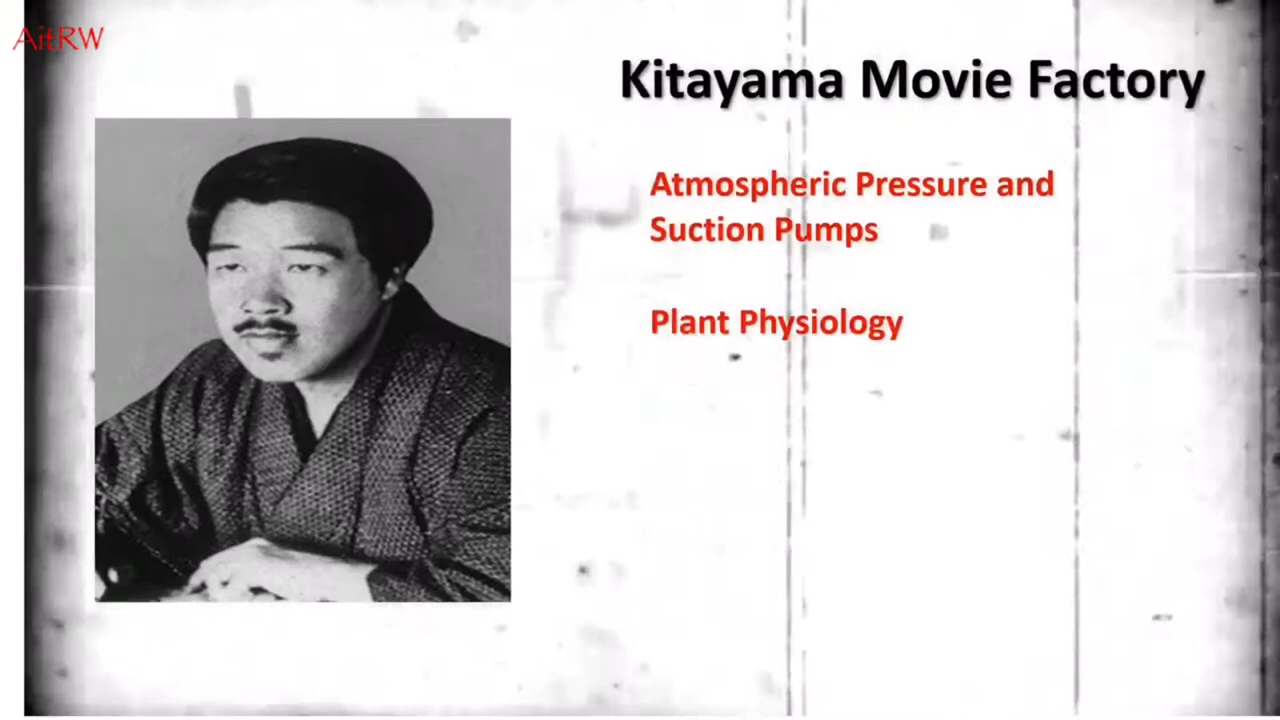 AitRW
Kitayama Movie Factory
Atmospheric Pressure and
Suction Pumps
Plant Physiology